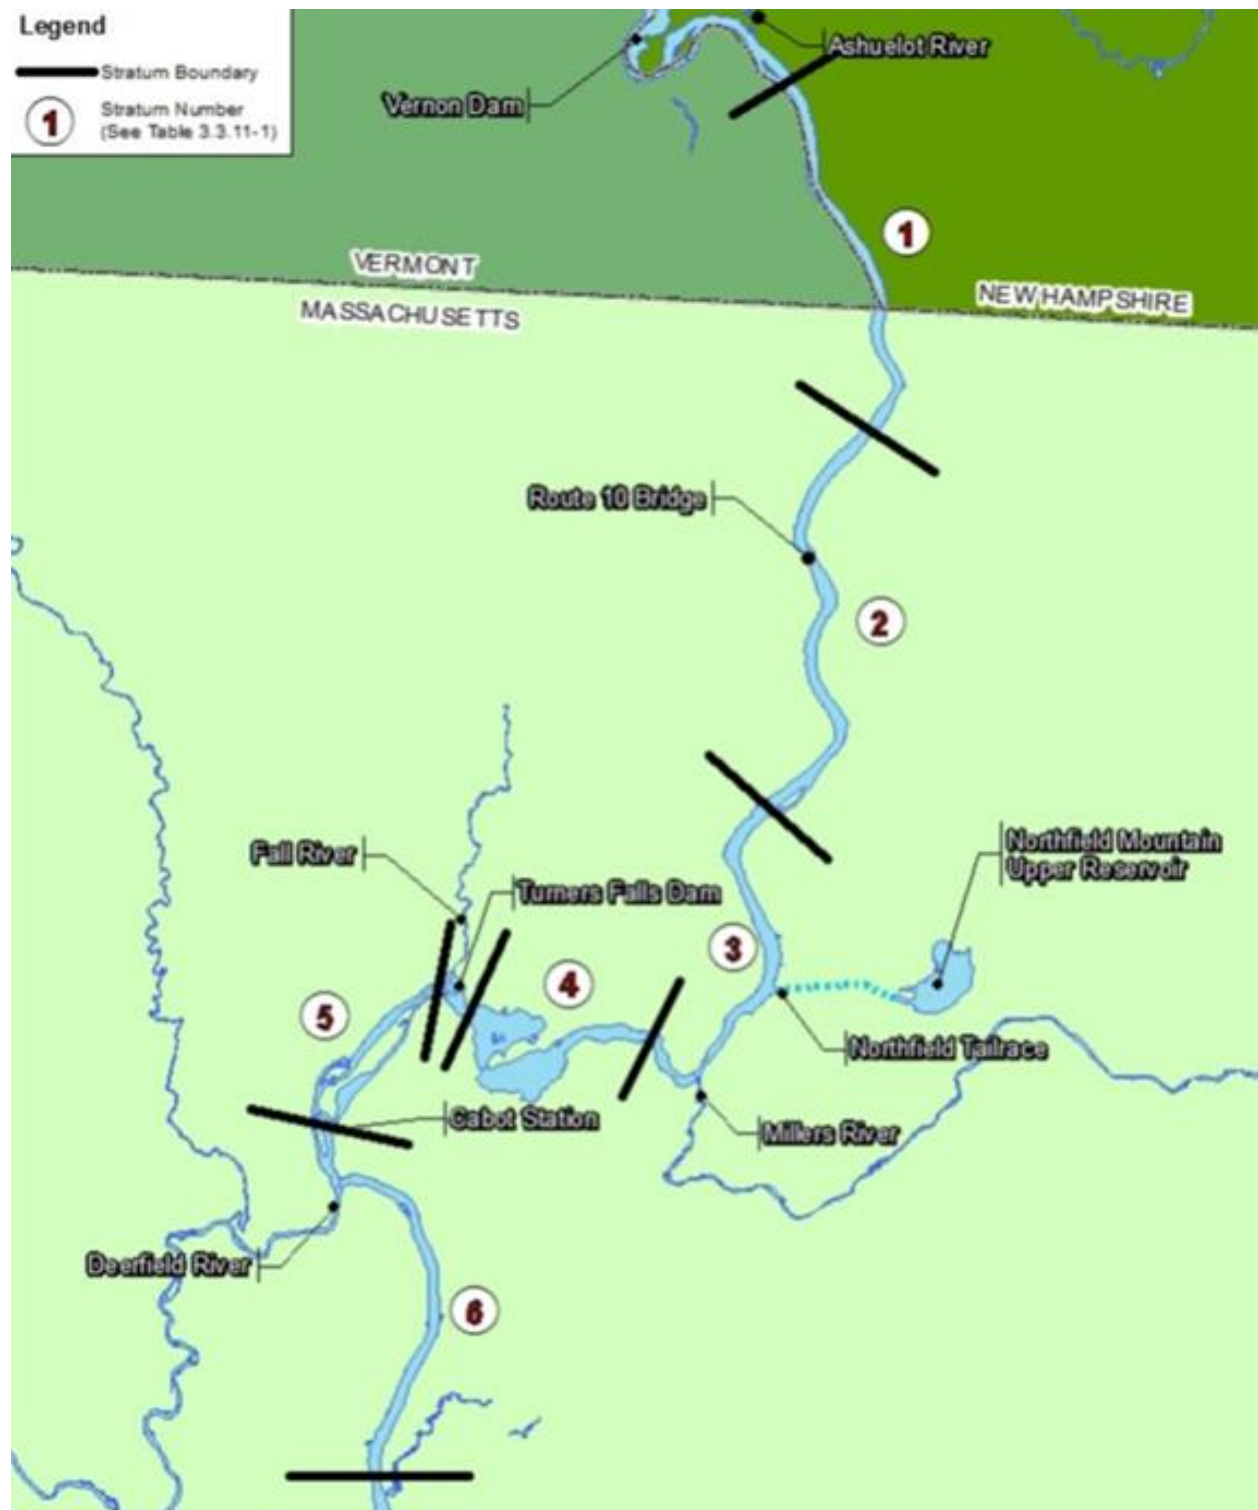 Legend
Stratum Boundary
1
Stratum Number
(See Table 3.3.11-1)
Ashuelot River
Vernon Dam
1
VERMONT
NEW HAMPSHIRE
MASSACHUSETTS
Route 10 Bridge
2
Northfield Mountain
Upper Reservoir
Fall River
Turners Falls Dam
3
4
5
Northfield Tailrace
Cabot Station
Millers River
Deerfield River
6